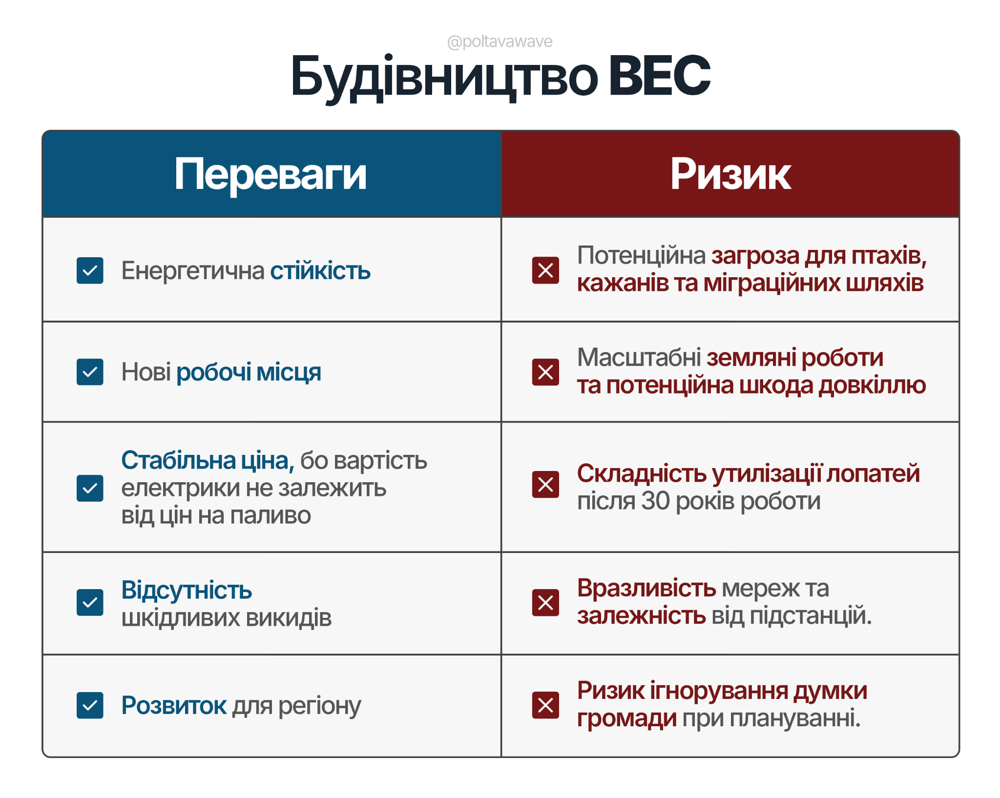 @poltavawave
Будівництво ВЕС
Переваги
Ризик
Енергетична стійкість
Потенційна загроза для птахів,
кажанів та міграційних шляхів
Нові робочі місця
Масштабні земляні роботи
та потенційна шкода довкіллю
Стабільна ціна, бо вартість
електрики не залежить
від цін на паливо
Складність утилізації лопатей
після 30 років роботи
Відсутність
шкідливих викидів
Вразливість мереж та
залежність від підстанцій.
Розвиток для регіону
Ризик ігнорування думки
громади при плануванні.